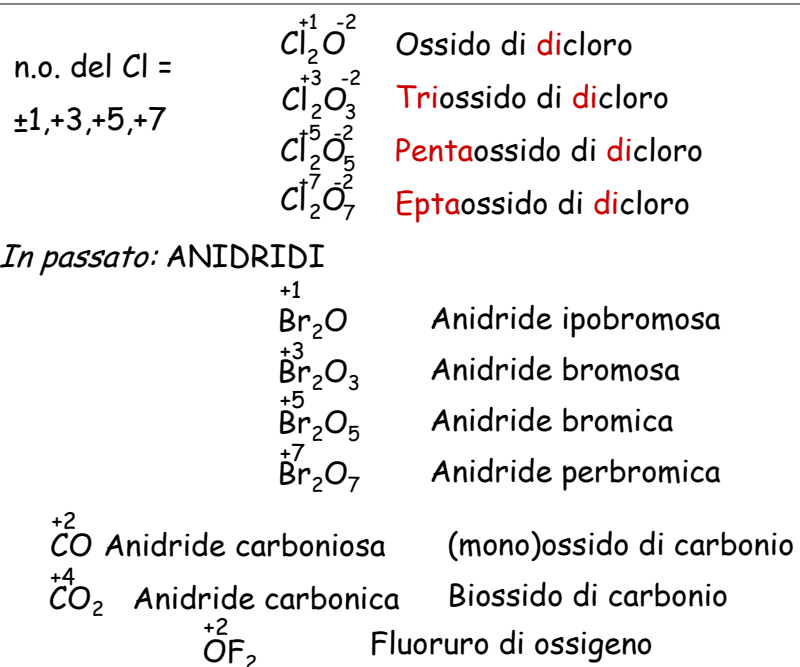 n.o. del Cl =
±1,+3,+5,+7
+1 -2
Cl₂O Ossido di dicloro
+3 -2
Cl₂O₃ Triossido di dicloro
+5 -2
Cl₂O₅ Pentaossido di dicloro
+7 -2
Cl₂O₇ Eptaossido di dicloro
In passato: ANIDRIDI
+1
Br₂O Anidride ipobromosa
+3
Br₂O₃ Anidride bromosa
+5
Br₂O₅ Anidride bromica
+7
Br₂O₇ Anidride perbromica
+2
CO Anidride carboniosa (mono)ossido di carbonio
+4
CO₂ Anidride carbonica Biossido di carbonio
+2
OF₂ Fluoruro di ossigeno